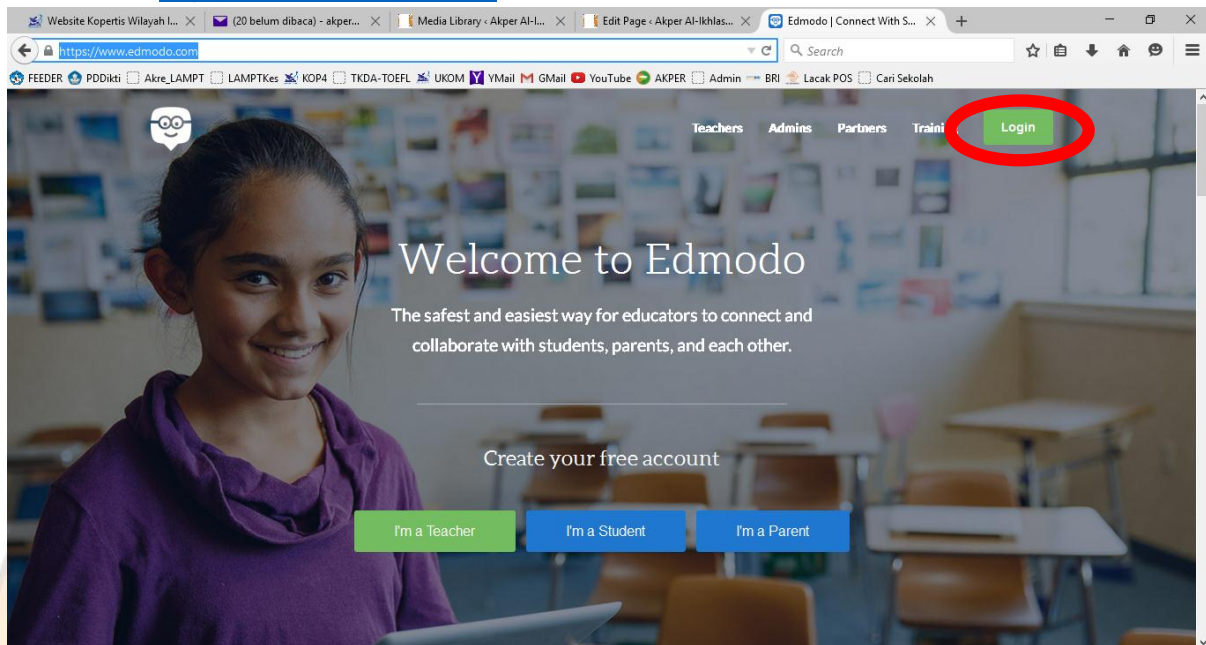 Website Kopertis Wilayah I... (20 belum dibaca) - akper... Media Library ‹ Akper Al-I... Edit Page ‹ Akper Al-Ikhlas... Edmodo | Connect With S...
https://www.edmodo.com Search
FEEDER PDDikti Akre_LAMPT LAMPTKes KOP4 TKDA-TOEFL UKOM YMail GMail YouTube AKPER Admin BRI Lacak POS Cari Sekolah
Teachers Admins Partners Login
Welcome to Edmodo
The safest and easiest way for educators to connect and
collaborate with students, parents, and each other.
Create your free account
I'm a Teacher I'm a Student I'm a Parent